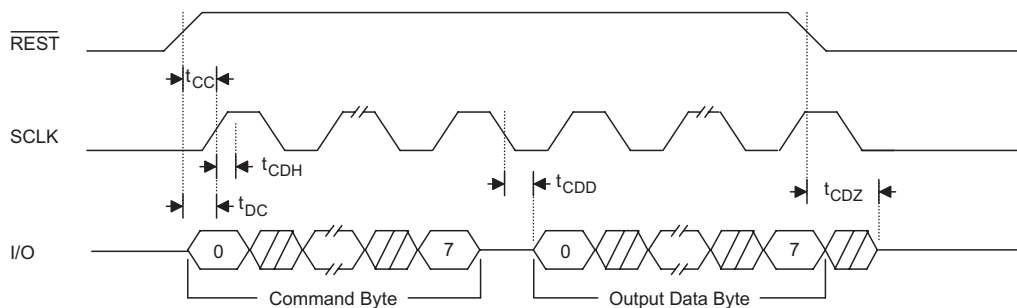 REST
tCC
SCLK
tCDH
tCDD
tCDZ
tDC
I/O
0
7
0
7
Command Byte
Output Data Byte